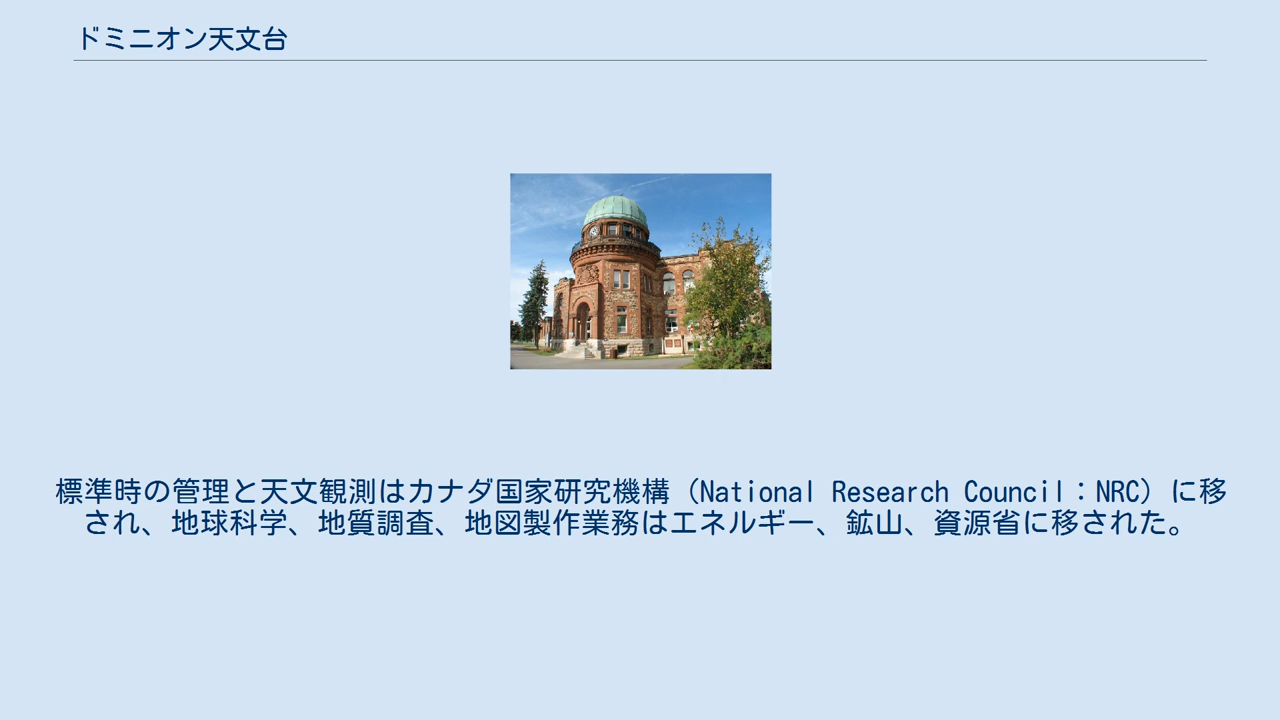 ドミニオン天文台
標準時の管理と天文観測はカナダ国家研究機構（National Research Council：NRC）に移
され、地球科学、地質調査、地図製作業務はエネルギー、鉱山、資源省に移された。